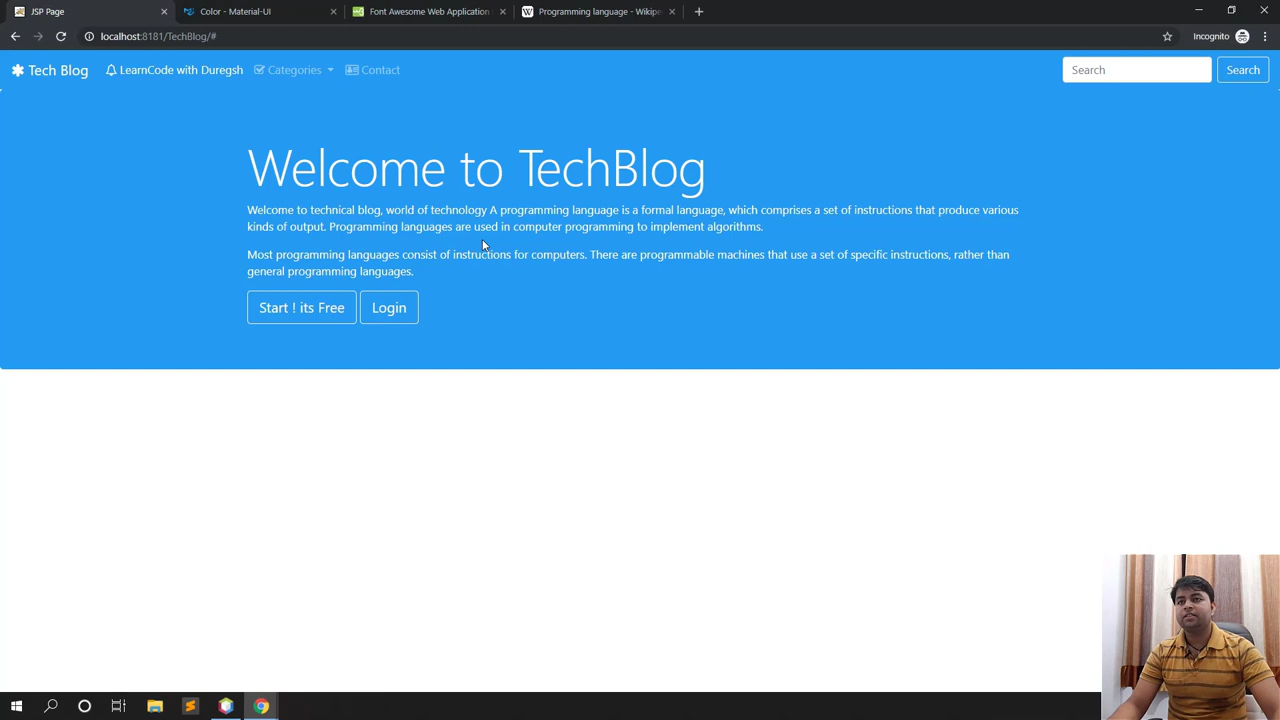 JSP Page
Color - Material-UI
Font Awesome Web Application
Programming language - Wikipe
localhost:8181/TechBlog/#
Incognito
Tech Blog
LearnCode with Duregsh
Categories
Contact
Search
Search
Welcome to TechBlog
Welcome to technical blog, world of technology A programming language is a formal language, which comprises a set of instructions that produce various
kinds of output. Programming languages are used in computer programming to implement algorithms.
Most programming languages consist of instructions for computers. There are programmable machines that use a set of specific instructions, rather than
general programming languages.
Start ! its Free
Login